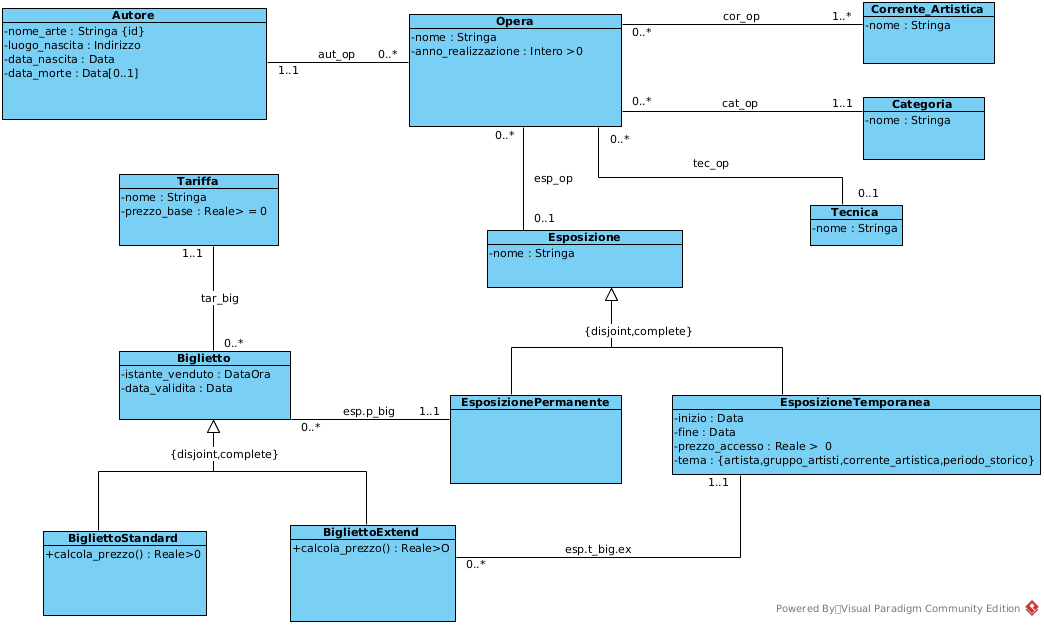 Autore
-nome_arte : Stringa {id}
-luogo_nascita : Indirizzo
-data_nascita : Data
-data_morte : Data[0..1]
aut_op
0..*
1..1
Opera
-nome : Stringa
-anno_realizzazione : Intero >0
cor_op
1..*
0..*
Corrente_Artistica
-nome : Stringa
0..*
cat_op
1..1
Categoria
-nome : Stringa
0..*
0..*
tec_op
0..1
Tecnica
-nome : Stringa
esp_op
0..1
Esposizione
-nome : Stringa
{disjoint,complete}
Tariffa
-nome : Stringa
-prezzo_base : Reale> = 0
1..1
tar_big
0..*
Biglietto
-istante_venduto : DataOra
-data_validita : Data
esp.p_big
1..1
0..*
EsposizionePermanente
EsposizioneTemporanea
-inizio : Data
-fine : Data
-prezzo_accesso : Reale > 0
-tema : {artista,gruppo_artisti,corrente_artistica,periodo_storico}
1..1
{disjoint,complete}
BigliettoStandard
+calcola_prezzo() : Reale>0
BigliettoExtend
+calcola_prezzo() : Reale>O
esp.t_big.ex
0..*
Powered By Visual Paradigm Community Edition